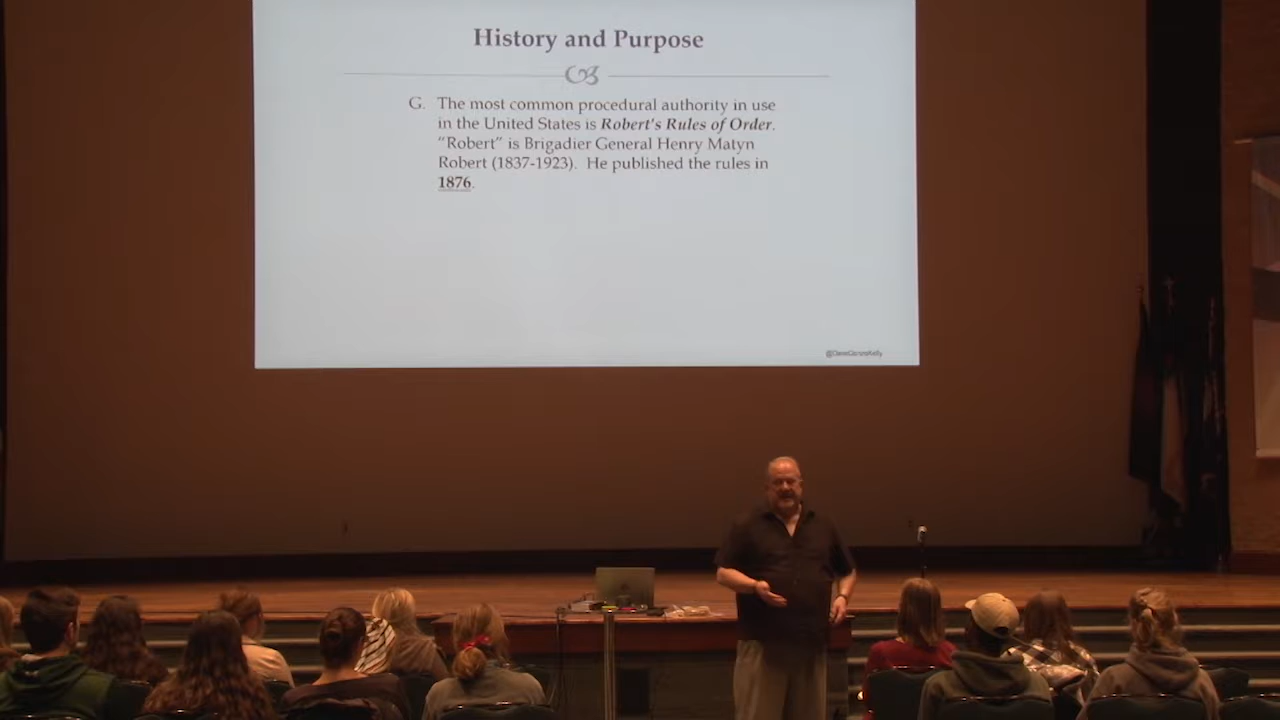 History and Purpose
G. The most common procedural authority in use
in the United States is Robert's Rules of Order.
"Robert" is Brigadier General Henry Matyn
Robert (1837-1923). He published the rules in
1876.